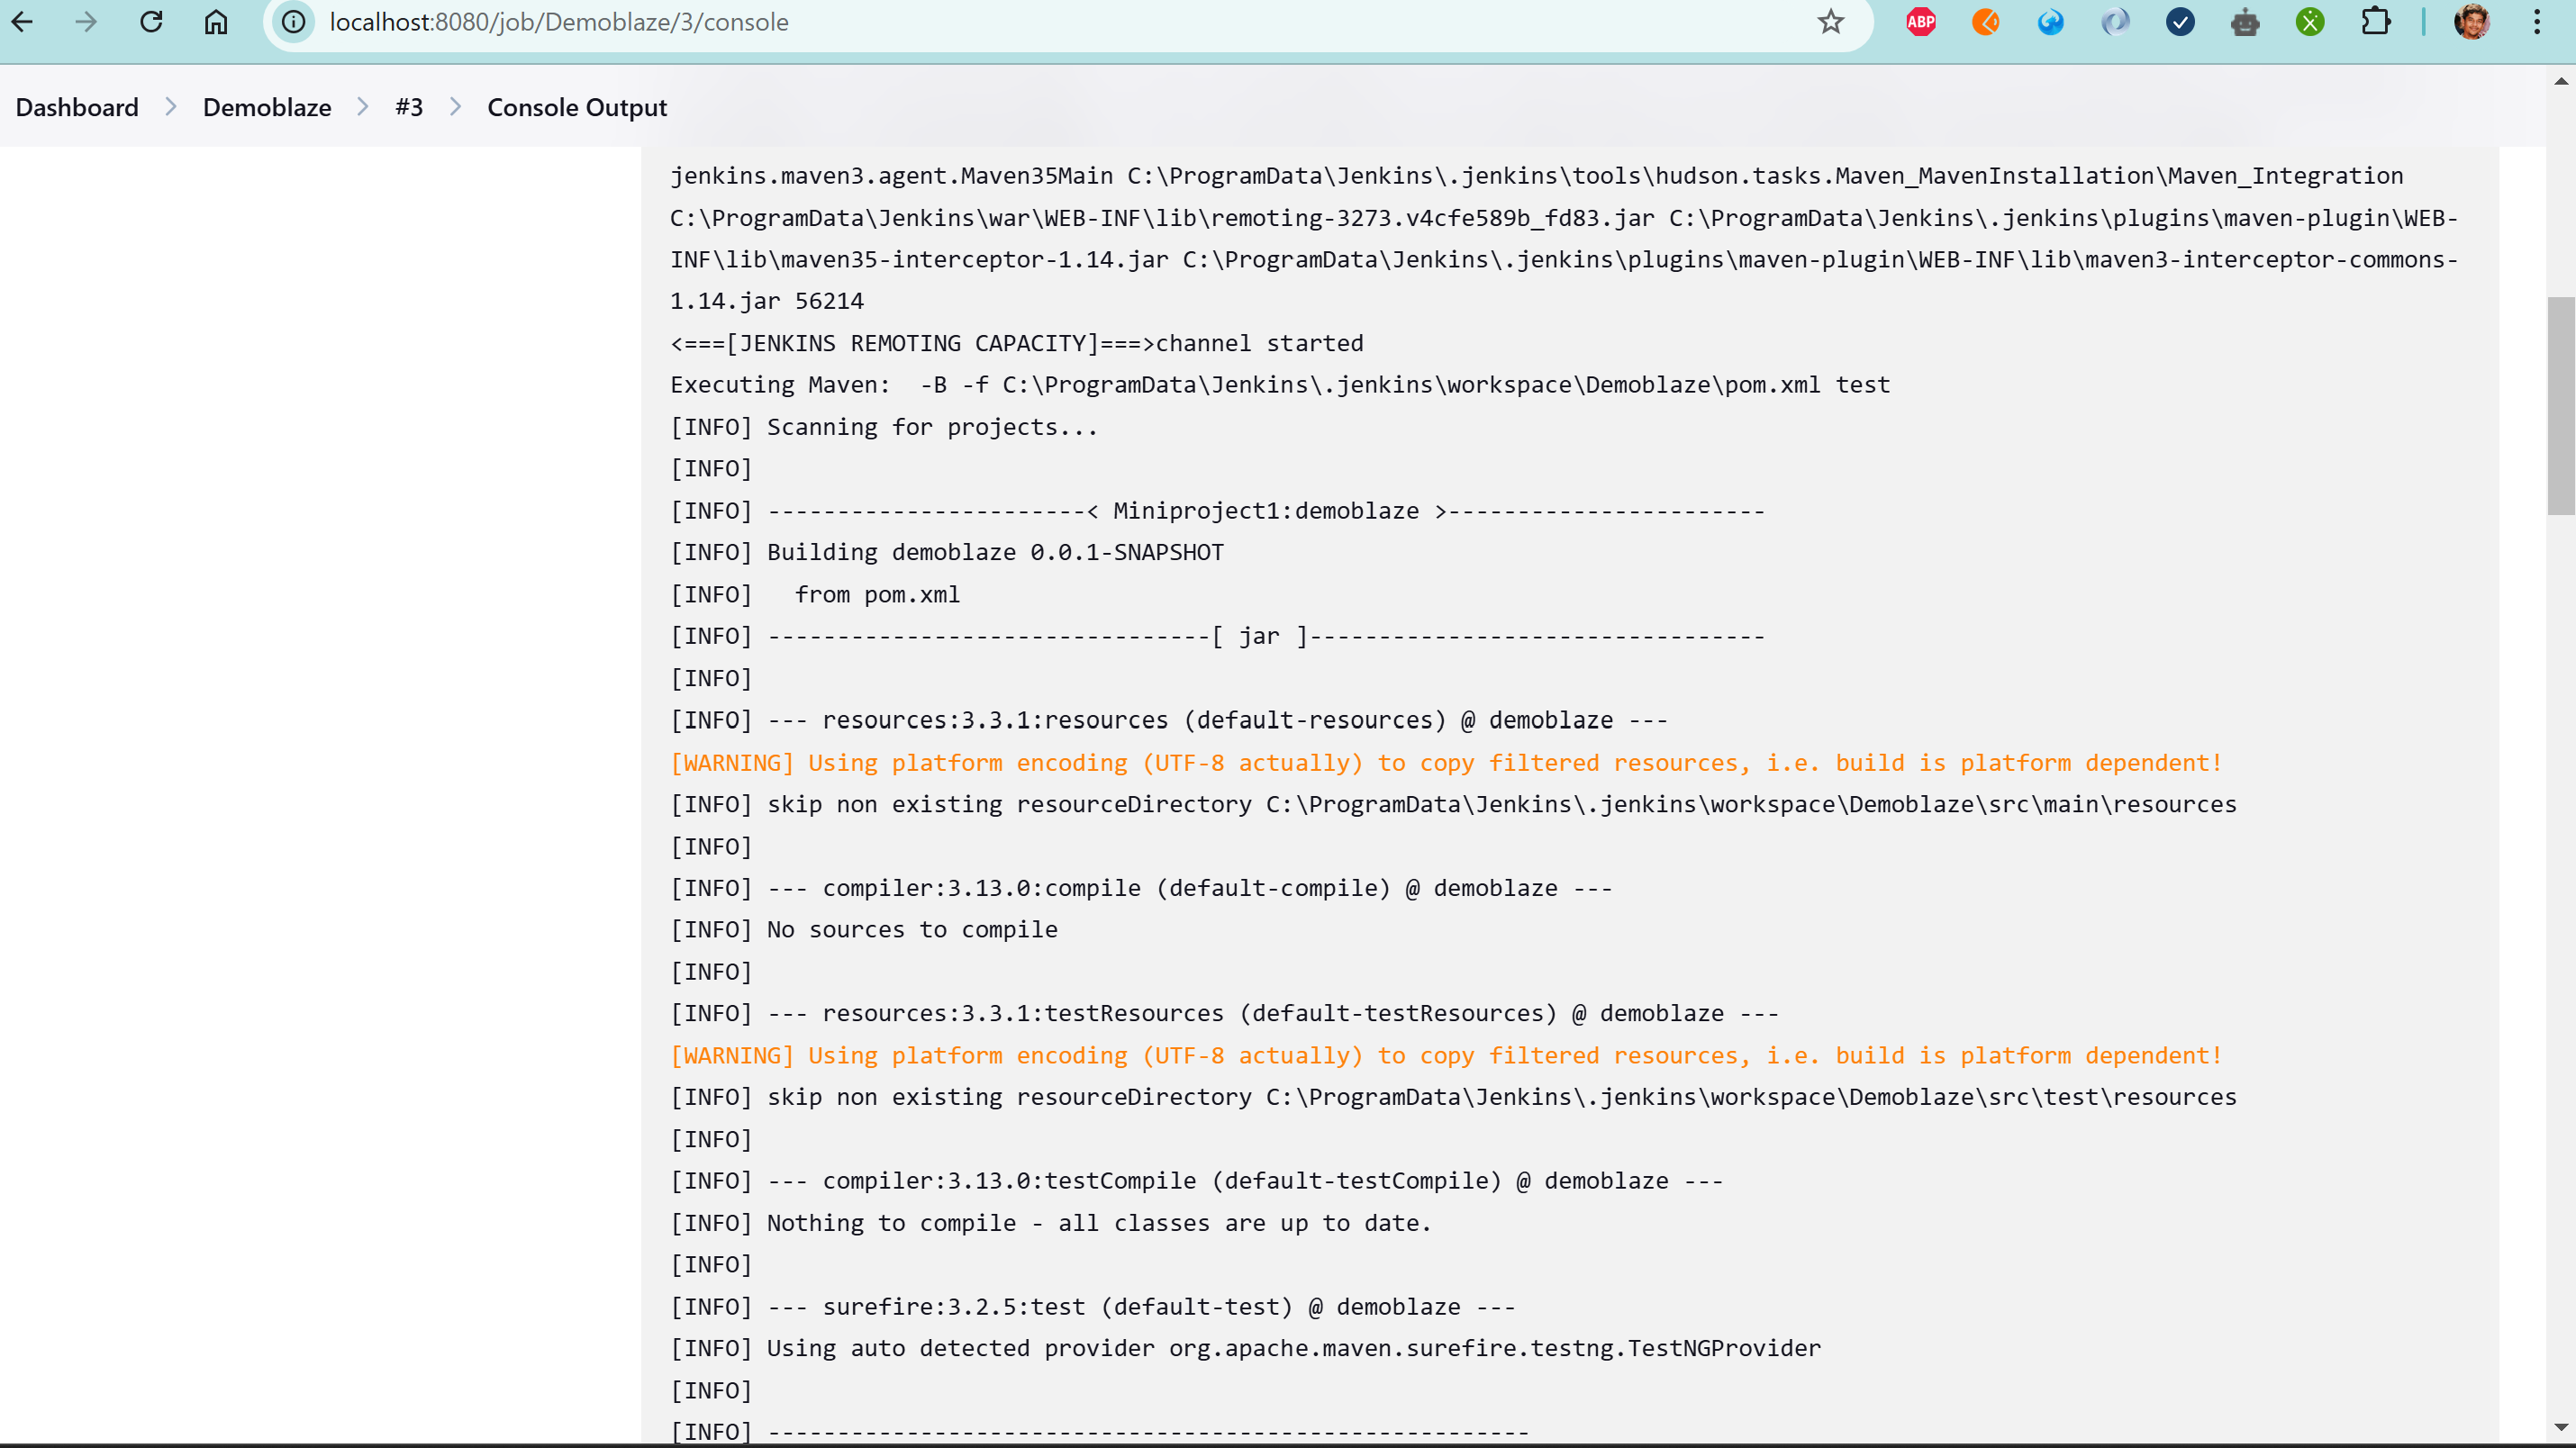 localhost:8080/job/Demoblaze/3/console
ABP
Dashboard > Demoblaze > #3 > Console Output
jenkins.maven3.agent.Maven35Main C:\ProgramData\Jenkins\.jenkins\tools\hudson.tasks.Maven_MavenInstallation\Maven_Integration
C:\ProgramData\Jenkins\war\WEB-INF\lib\remoting-3273.v4cfe589b_fd83.jar C:\ProgramData\Jenkins\.jenkins\plugins\maven-plugin\WEB-
INF\lib\maven35-interceptor-1.14.jar C:\ProgramData\Jenkins\.jenkins\plugins\maven-plugin\WEB-INF\lib\maven3-interceptor-commons-
1.14.jar 56214
<===[JENKINS REMOTING CAPACITY]===>channel started
Executing Maven:  -B -f C:\ProgramData\Jenkins\.jenkins\workspace\Demoblaze\pom.xml test
[INFO] Scanning for projects...
[INFO]
[INFO] -----------------------< Miniproject1:demoblaze >-----------------------
[INFO] Building demoblaze 0.0.1-SNAPSHOT
[INFO]   from pom.xml
[INFO] --------------------------------[ jar ]---------------------------------
[INFO]
[INFO] --- resources:3.3.1:resources (default-resources) @ demoblaze ---
[WARNING] Using platform encoding (UTF-8 actually) to copy filtered resources, i.e. build is platform dependent!
[INFO] skip non existing resourceDirectory C:\ProgramData\Jenkins\.jenkins\workspace\Demoblaze\src\main\resources
[INFO]
[INFO] --- compiler:3.13.0:compile (default-compile) @ demoblaze ---
[INFO] No sources to compile
[INFO]
[INFO] --- resources:3.3.1:testResources (default-testResources) @ demoblaze ---
[WARNING] Using platform encoding (UTF-8 actually) to copy filtered resources, i.e. build is platform dependent!
[INFO] skip non existing resourceDirectory C:\ProgramData\Jenkins\.jenkins\workspace\Demoblaze\src\test\resources
[INFO]
[INFO] --- compiler:3.13.0:testCompile (default-testCompile) @ demoblaze ---
[INFO] Nothing to compile - all classes are up to date.
[INFO]
[INFO] --- surefire:3.2.5:test (default-test) @ demoblaze ---
[INFO] Using auto detected provider org.apache.maven.surefire.testng.TestNGProvider
[INFO]
[INFO] -------------------------------------------------------